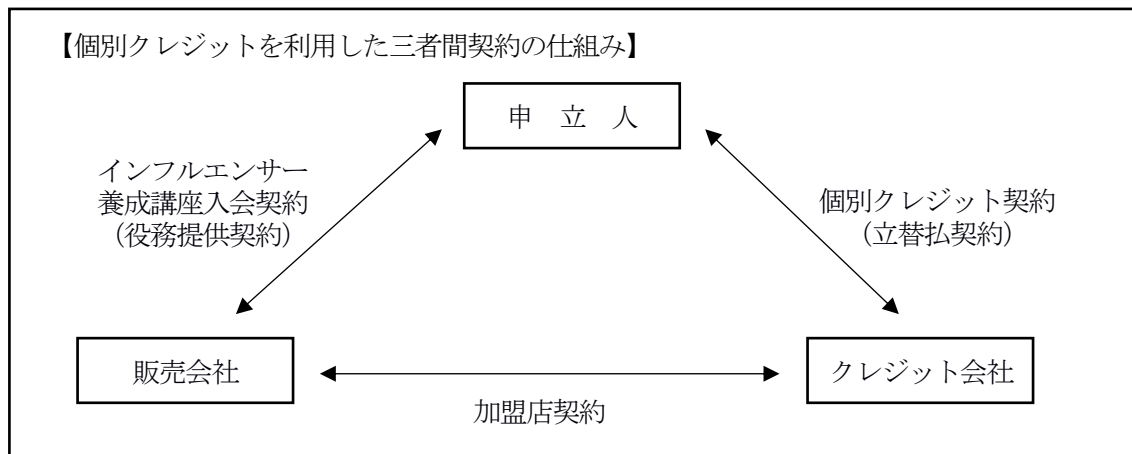 【個別クレジットを利用した三者間契約の仕組み】
申　立　人
インフルエンサー
養成講座入会契約
（役務提供契約）
個別クレジット契約
（立替払契約）
販売会社
クレジット会社
加盟店契約